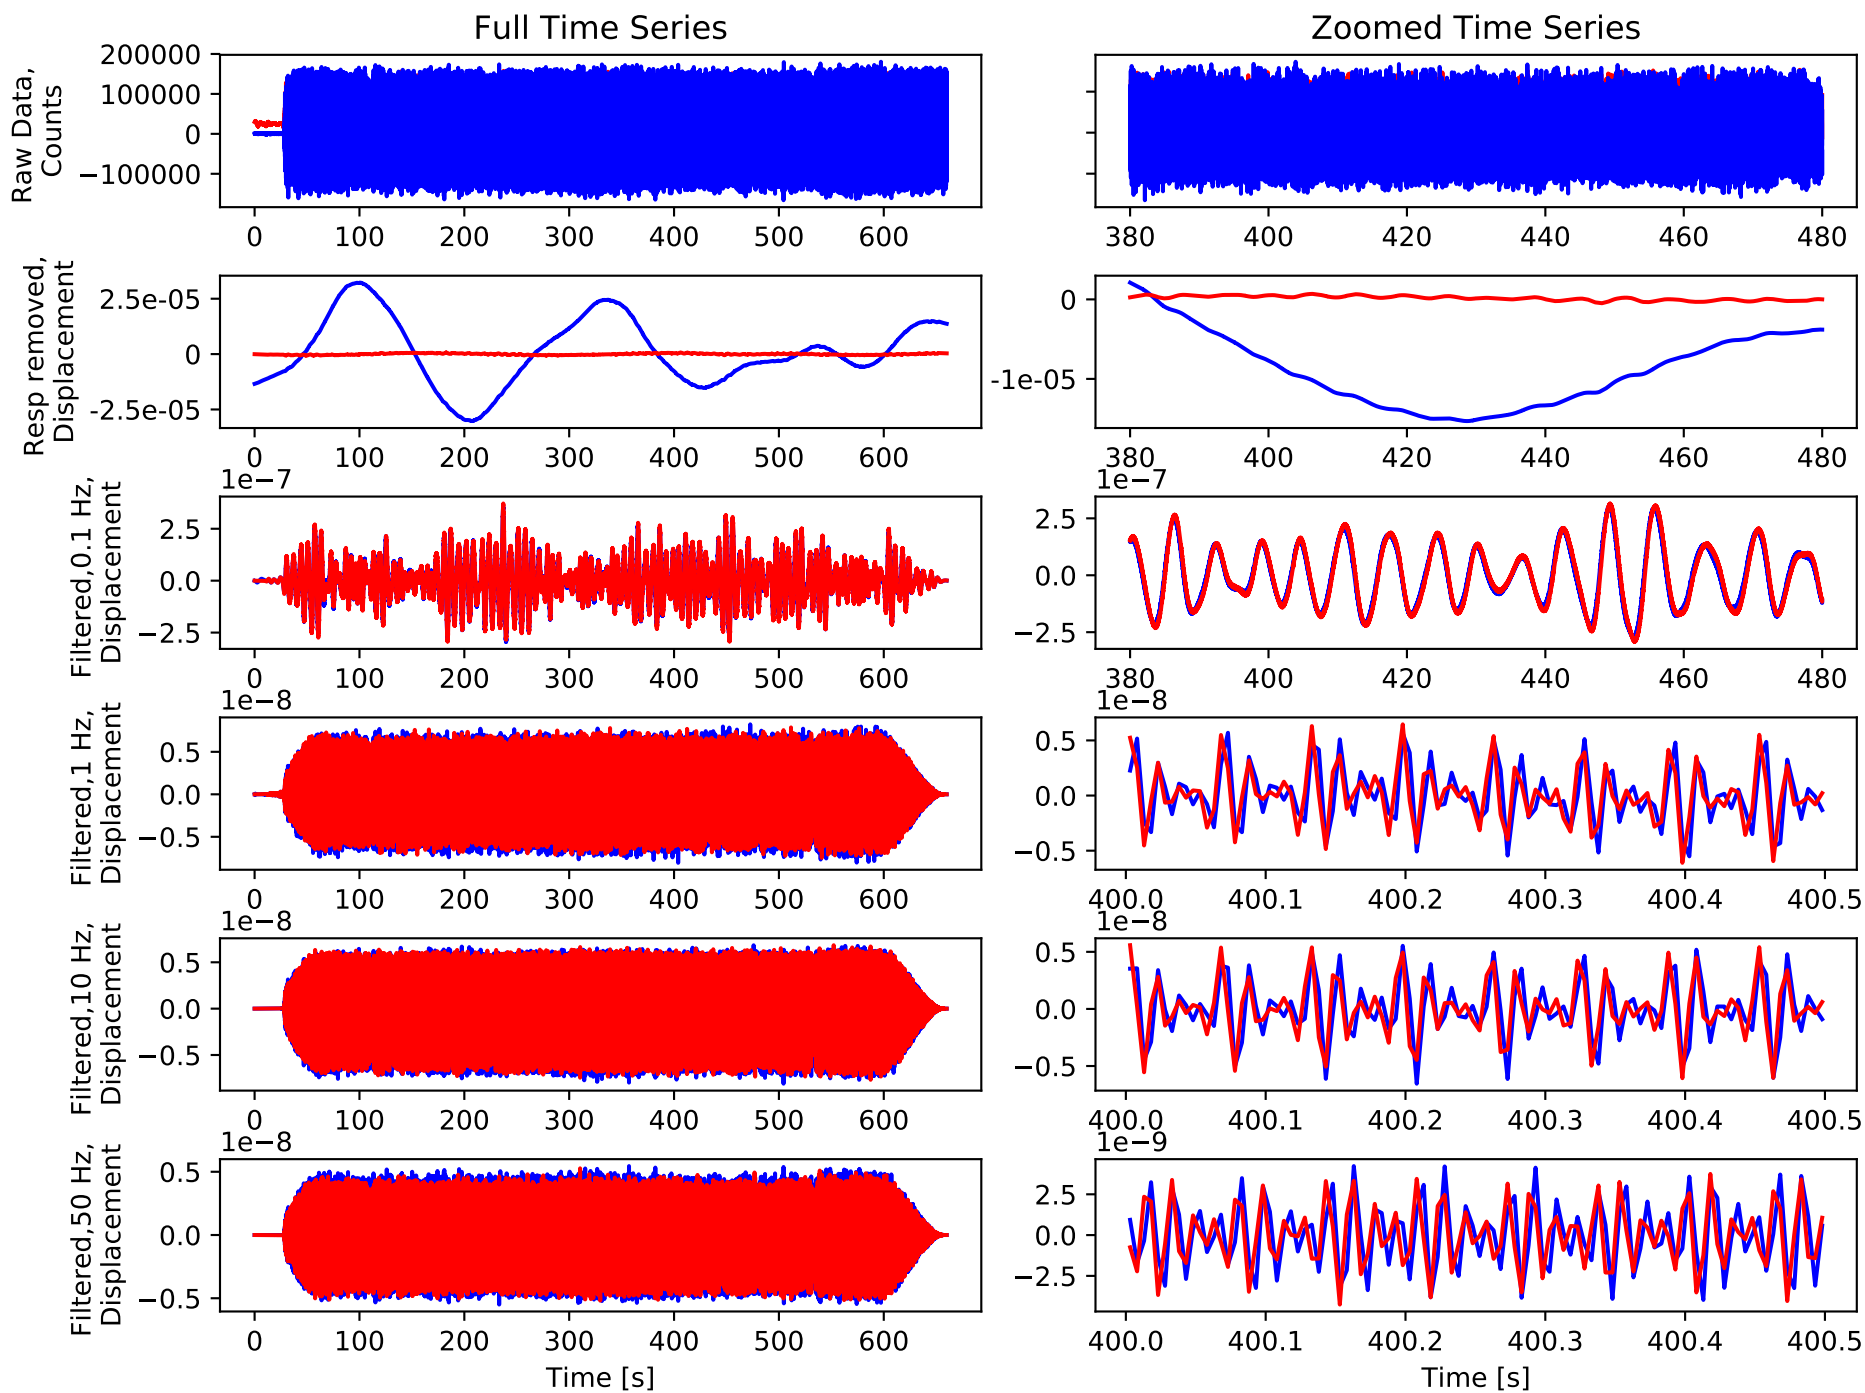 Full Time Series
Zoomed Time Series
Raw Data,
Counts
200000
100000
0
−100000
0 100 200 300 400 500 600
380 400 420 440 460 480
Resp removed,
Displacement
2.5e-05
0
-2.5e-05
0 100 200 300 400 500 600
0
-1e-05
380 400 420 440 460 480
Filtered,0.1 Hz,
Displacement
1e−7
2.5
0.0
−2.5
0 100 200 300 400 500 600
1e−7
2.5
0.0
−2.5
380 400 420 440 460 480
Filtered,1 Hz,
Displacement
1e−8
0.5
0.0
−0.5
0 100 200 300 400 500 600
1e−8
0.5
0.0
−0.5
400.0 400.1 400.2 400.3 400.4 400.5
Filtered,10 Hz,
Displacement
1e−8
0.5
0.0
−0.5
0 100 200 300 400 500 600
1e−8
0.5
0.0
−0.5
400.0 400.1 400.2 400.3 400.4 400.5
Filtered,50 Hz,
Displacement
1e−8
0.5
0.0
−0.5
0 100 200 300 400 500 600
Time [s]
1e−9
2.5
0.0
−2.5
400.0 400.1 400.2 400.3 400.4 400.5
Time [s]